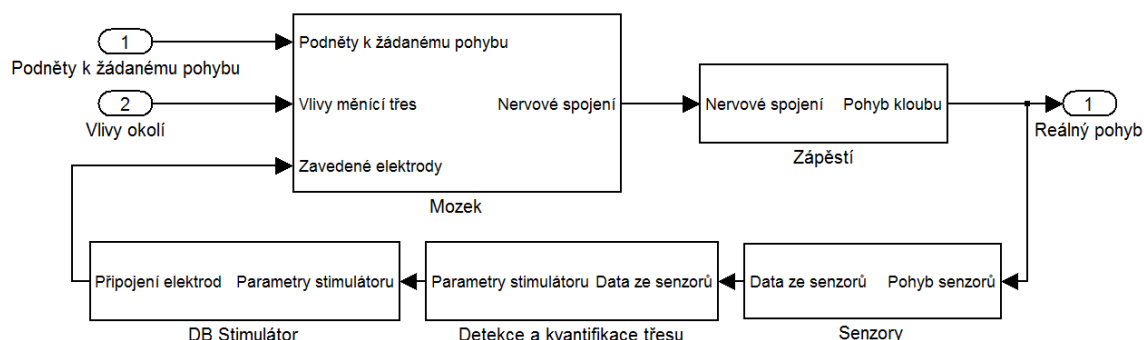 1
Podněty k žádanému pohybu
2
Vlivy okolí
Podněty k žádanému pohybu
Vlivy měnící třes
Nervové spojení
Zavedené elektrody
Mozek
Nervové spojení
Pohyb kloubu
Zápěstí
1
Reálný pohyb
Připojení elektrod
Parametry stimulátoru
DB Stimulátor
Parametry stimulátoru
Data ze senzorů
Detekce a kvantifikace třesu
Data ze senzorů
Pohyb senzorů
Senzory